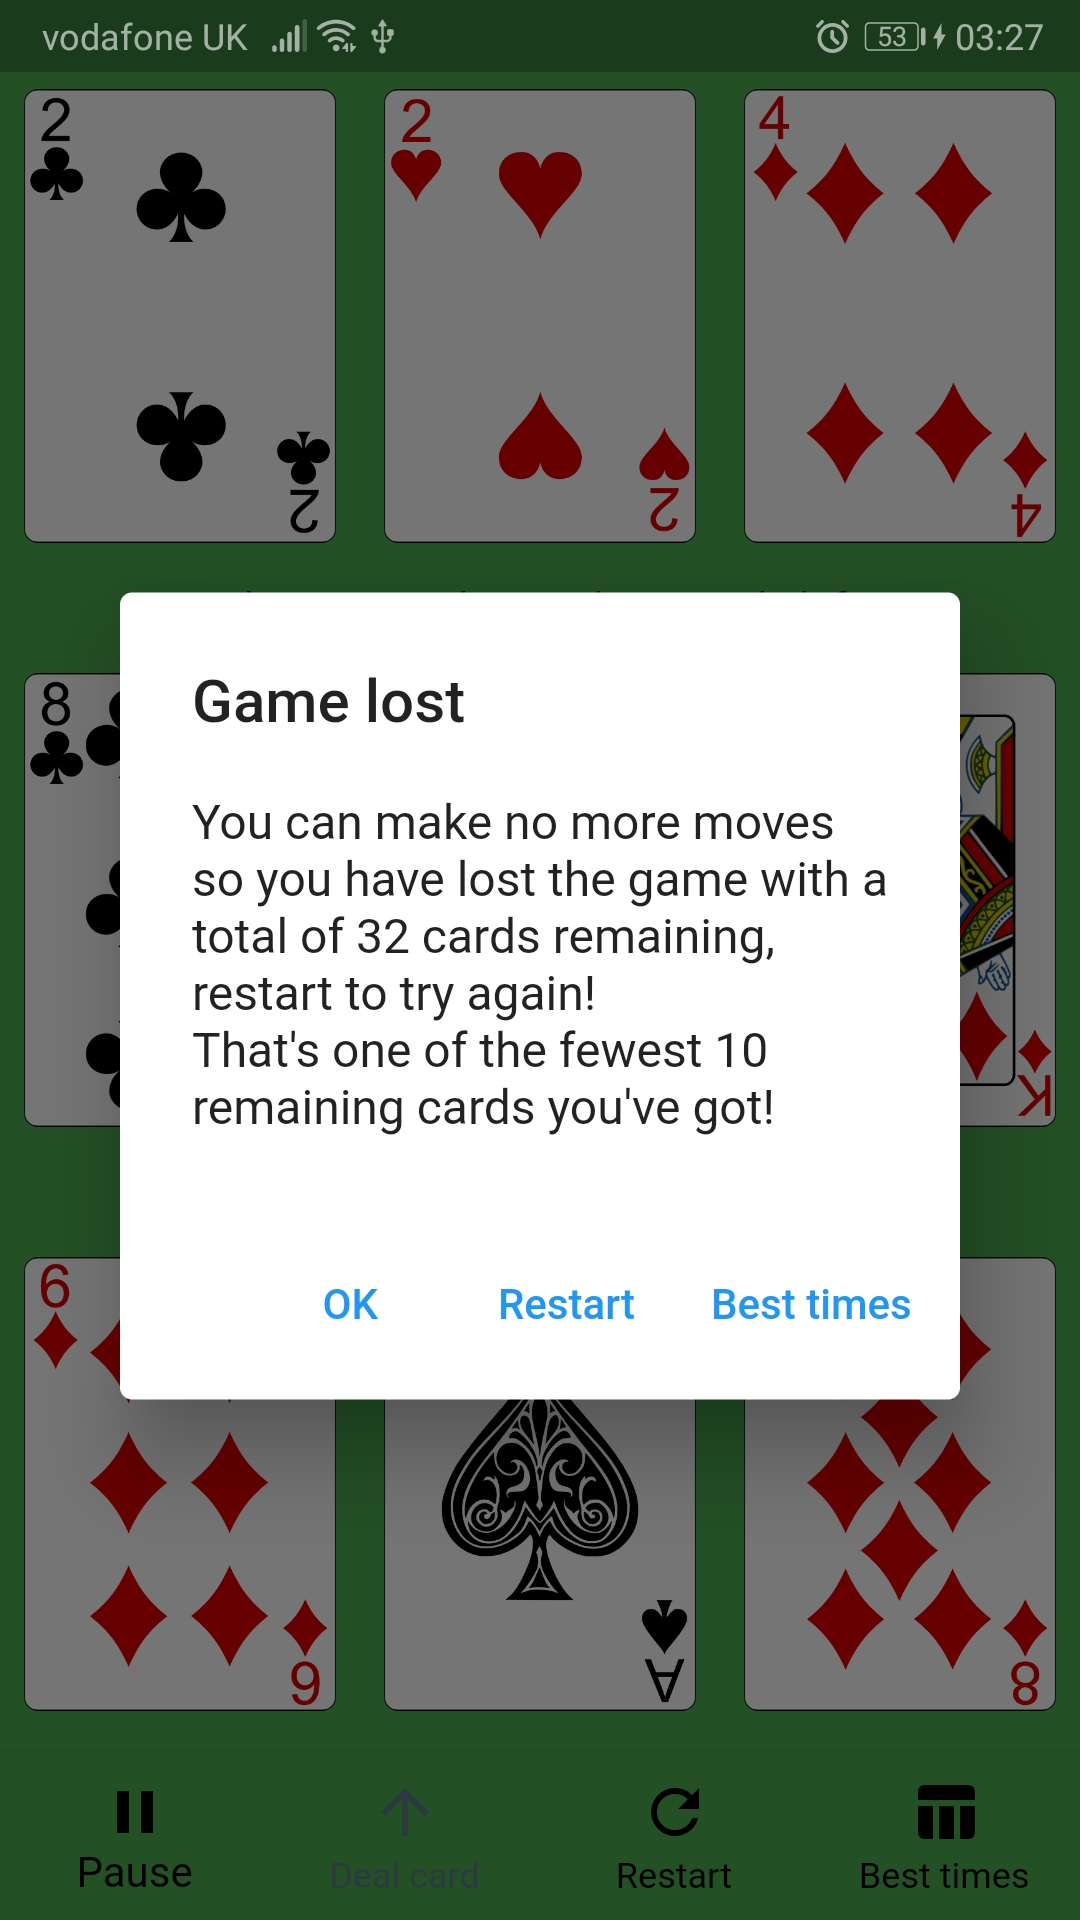 vodafone UK 53 03:27
2 2 4
2 2 4
Game lost
8
You can make no more moves
so you have lost the game with a
total of 32 cards remaining,
restart to try again!
That's one of the fewest 10
remaining cards you've got!
K
6
OK Restart Best times
A
6 8
Pause Deal card Restart Best times